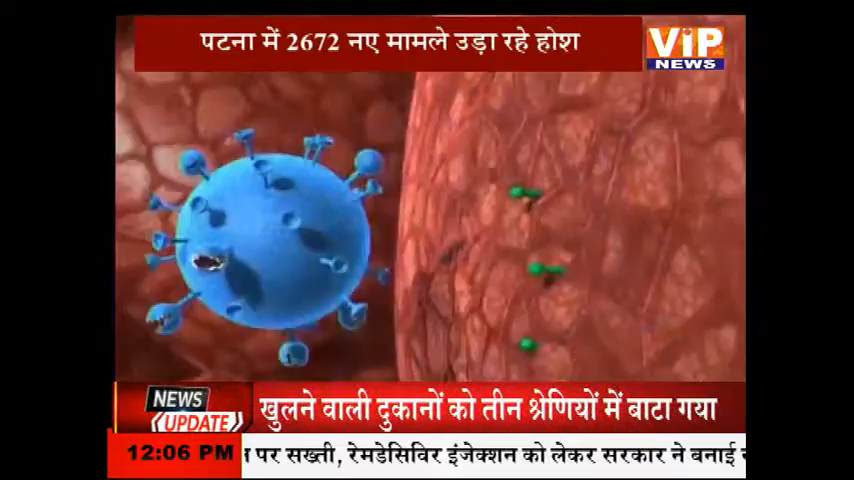 पटना में 2672 नए मामले उड़ा रहे होश
ViP
NEWS
NEWS
UPDATE
खुलने वाली दुकानों को तीन श्रेणियों में बाटा गया
12:06 PM
पर सख्ती, रेमडेसिविर इंजेक्शन को लेकर सरकार ने बनाई